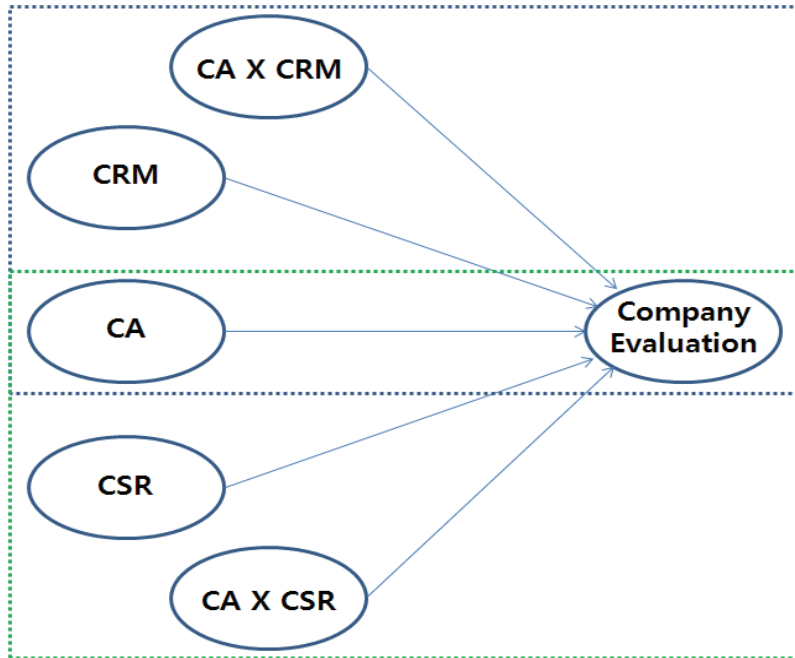 CA X CRM
CRM
CA
Company
Evaluation
CSR
CA X CSR